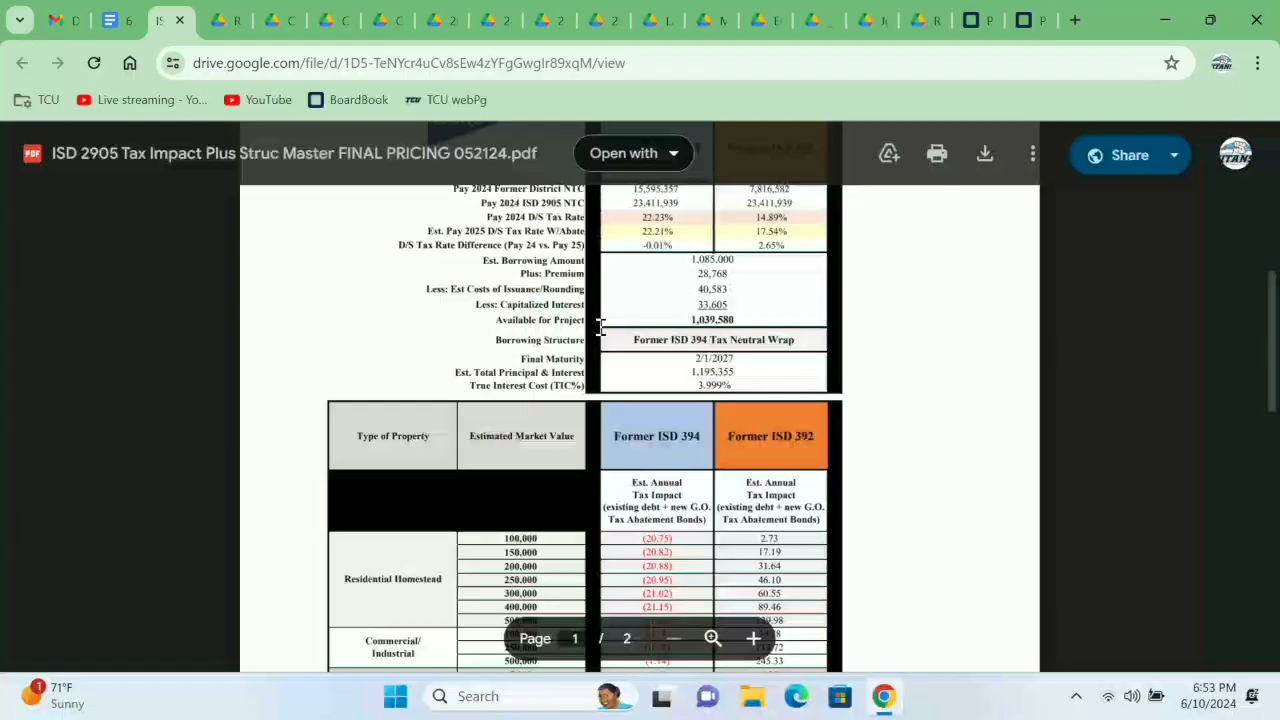 D
6
IS
2
L
E
J
R
P
P
drive.google.com/file/d/1D5-TeNYcr4uCv8sEw4zYFgGwgIr89xqM/view
TCU
Live streaming - Yo...
YouTube
BoardBook
TCU
TCU webPg
PDF
ISD 2905 Tax Impact Plus Struc Master FINAL PRICING 052124.pdf
Open with
Share
TITANS
Pay 2024 Former District NTC 15,595,357 7,816,582
Pay 2024 ISD 2905 NTC 23,411,939 23,411,939
Pay 2024 D/S Tax Rate 22.23% 14.89%
Est. Pay 2025 D/S Tax Rate W/Abate 22.21% 17.54%
D/S Tax Rate Difference (Pay 24 vs. Pay 25) -0.01% 2.65%
Est. Borrowing Amount 1,085,000
Plus: Premium 28,768
Less: Est Costs of Issuance/Rounding 40,583
Less: Capitalized Interest 33,605
Available for Project 1,039,580
Borrowing Structure Former ISD 394 Tax Neutral Wrap
Final Maturity 2/1/2027
Est. Total Principal & Interest 1,195,355
True Interest Cost (TIC%) 3.999%
Type of Property Estimated Market Value Former ISD 394 Former ISD 392
Est. Annual
Tax Impact
(existing debt + new G.O.
Tax Abatement Bonds)
Est. Annual
Tax Impact
(existing debt + new G.O.
Tax Abatement Bonds)
100,000 (20.75) 2.73
150,000 (20.82) 17.19
200,000 (20.88) 31.64
Residential Homestead 250,000 (20.95) 46.10
300,000 (21.02) 60.55
400,000 (21.15) 89.46
Commercial/
Industrial
500,000 (1.14) 245.33
Page 1 / 2
1
71°F
Sunny
Search
6:53 PM
6/10/2024